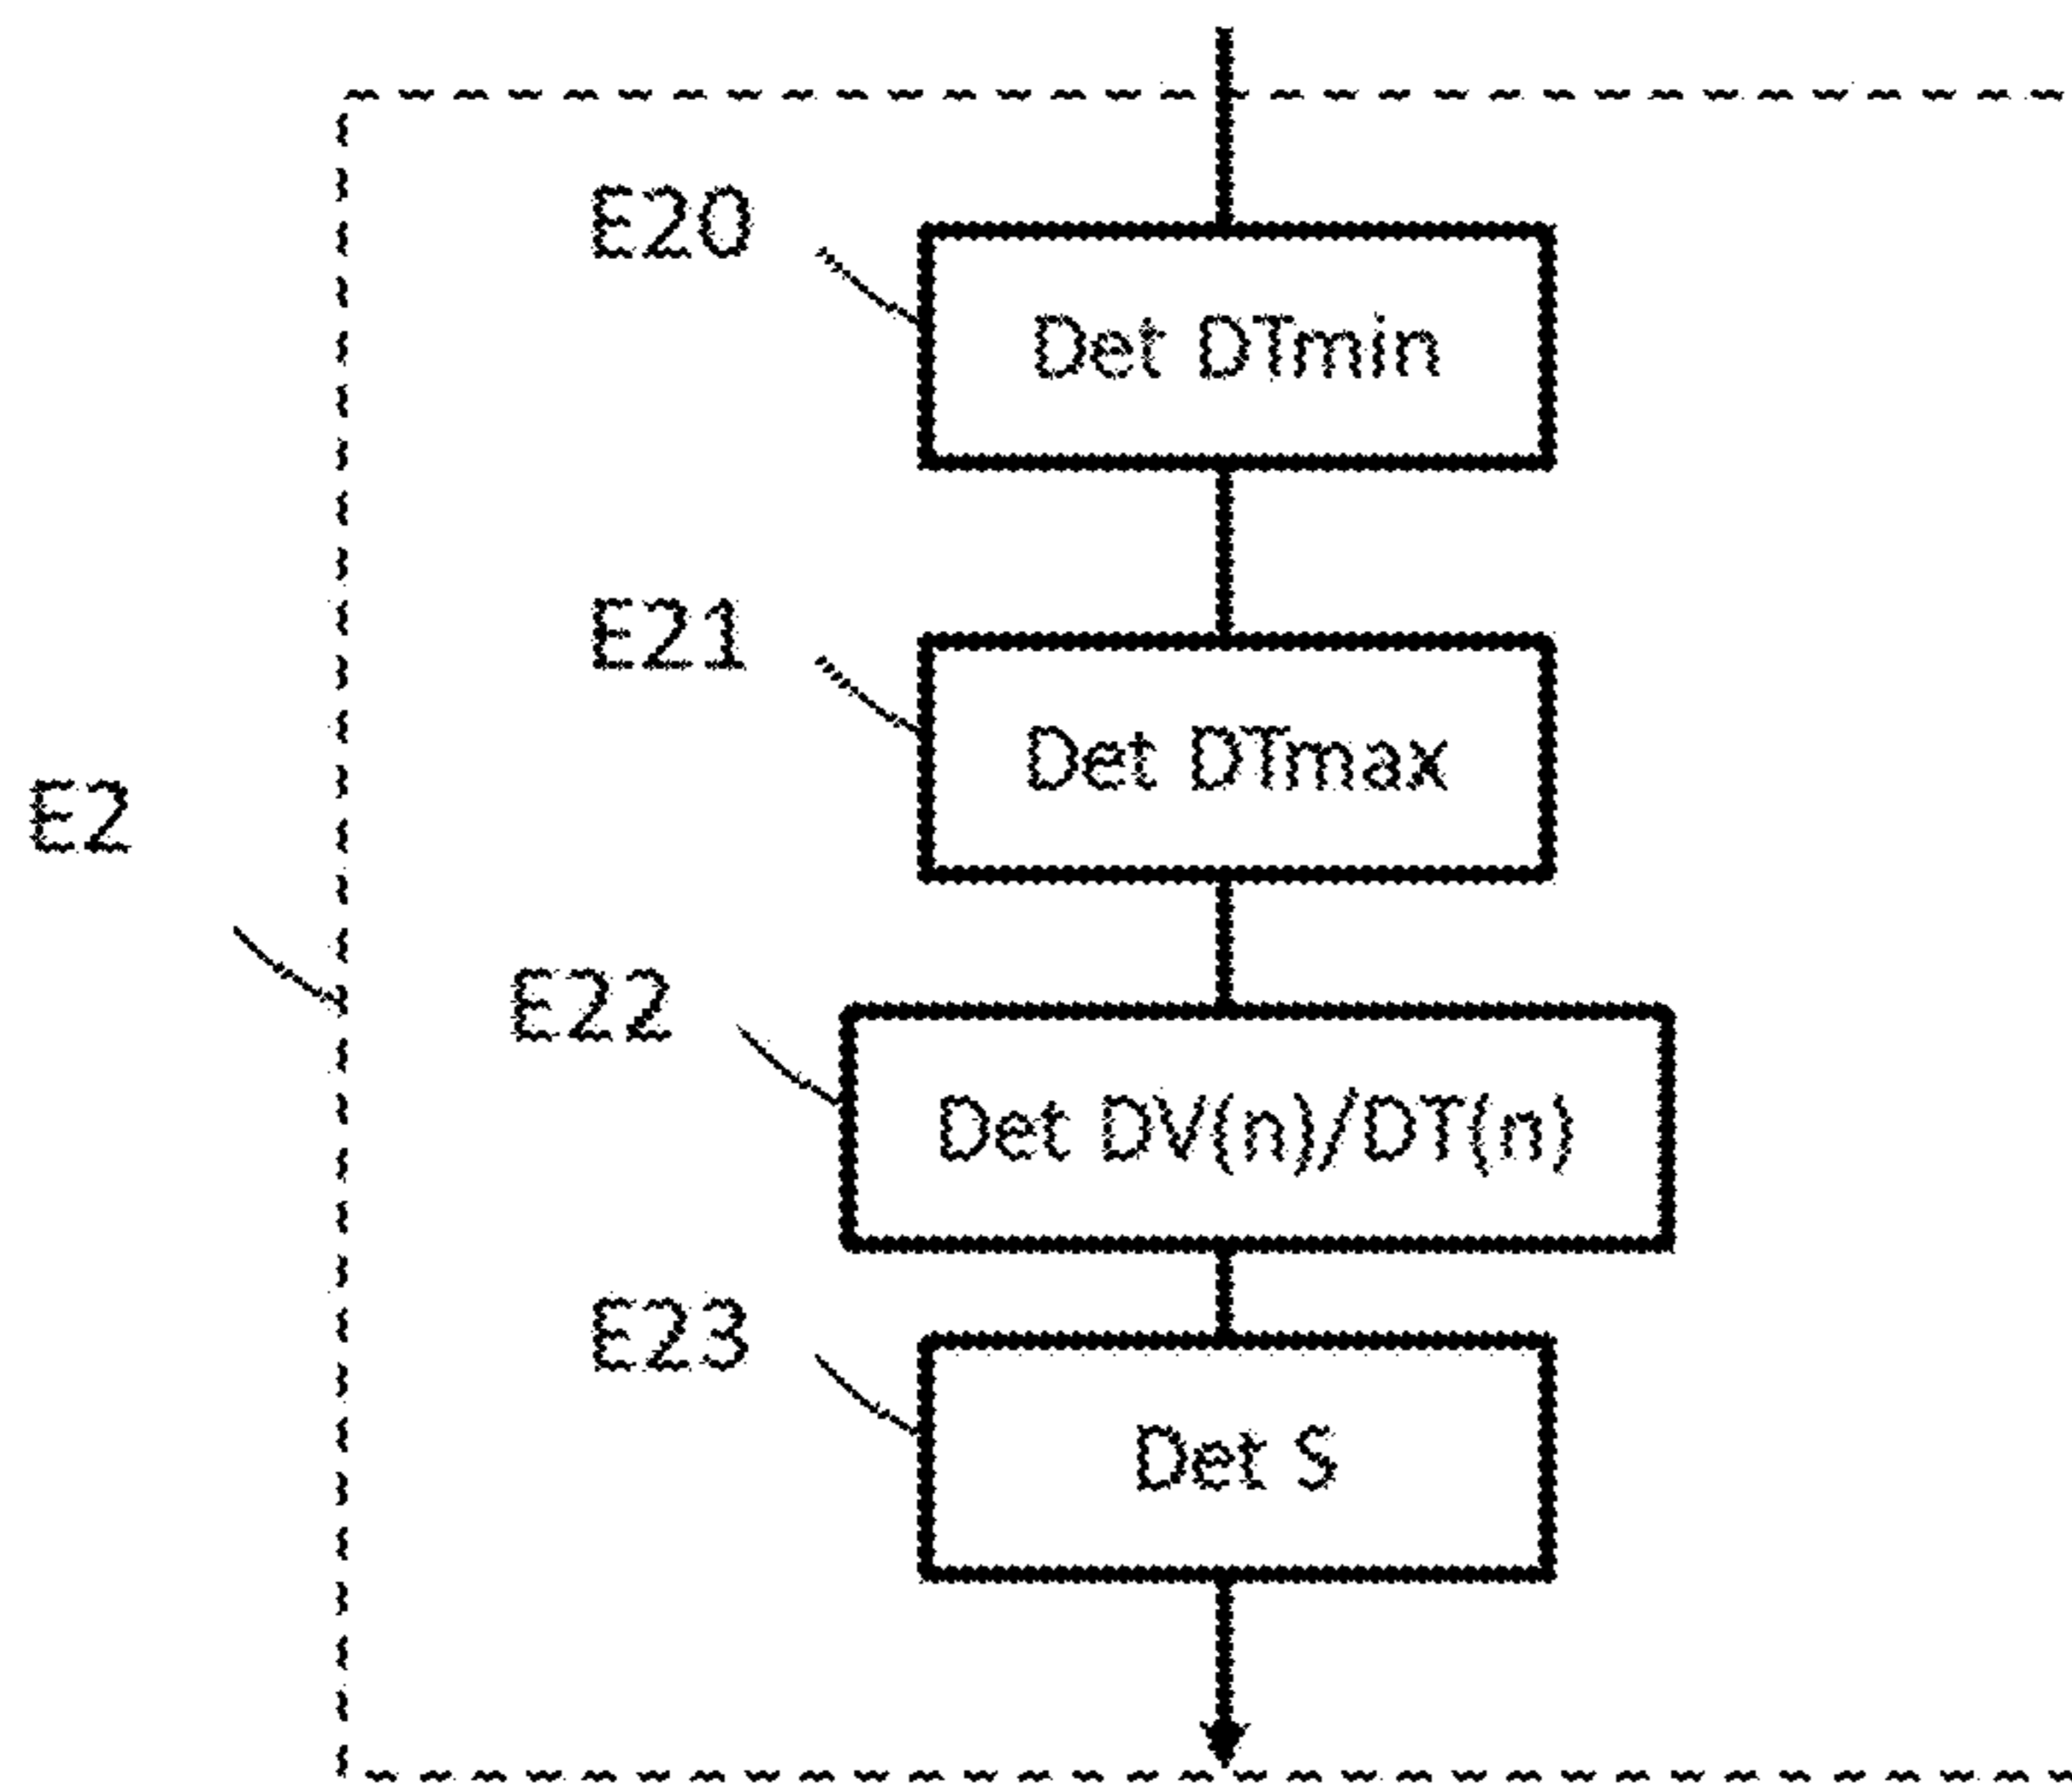 E20
Det DTmin
E21
Det DTmax
E2
E22
Det DV(n)/DT(n)
E23
Det S